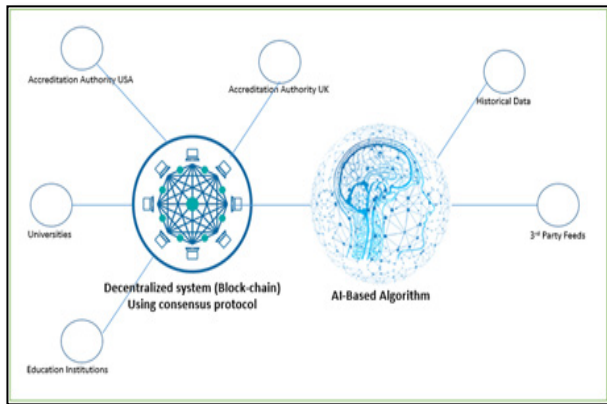 Accreditation Authority USA
Accreditation Authority UK
Historical Data
Universities
3rd Party Feeds
Decentralized system (Block-chain)
Using consensus protocol
AI-Based Algorithm
Education Institutions